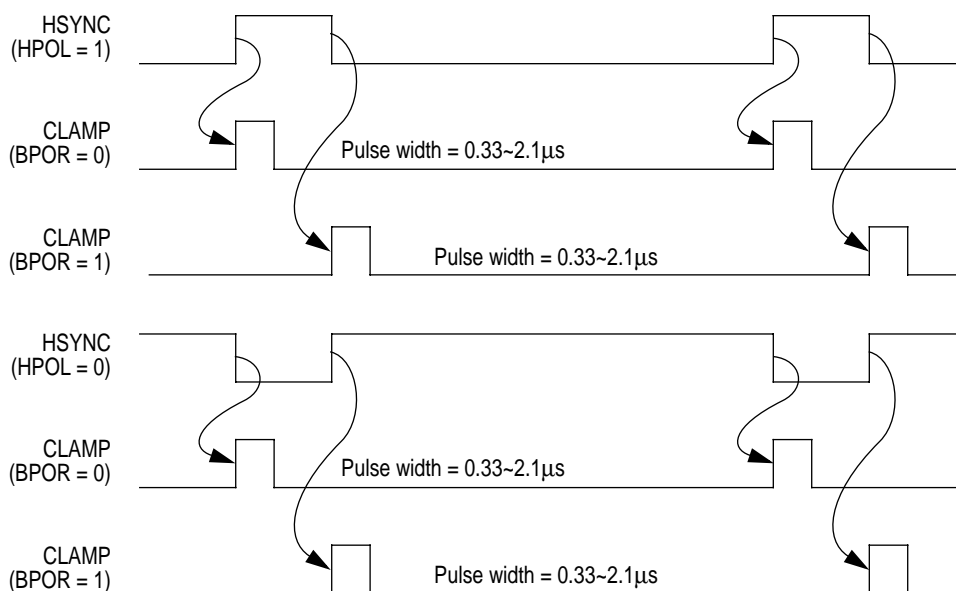 HSYNC
(HPOL = 1)
CLAMP
(BPOR = 0)
Pulse width = 0.33~2.1μs
CLAMP
(BPOR = 1)
Pulse width = 0.33~2.1μs
HSYNC
(HPOL = 0)
CLAMP
(BPOR = 0)
Pulse width = 0.33~2.1μs
CLAMP
(BPOR = 1)
Pulse width = 0.33~2.1μs